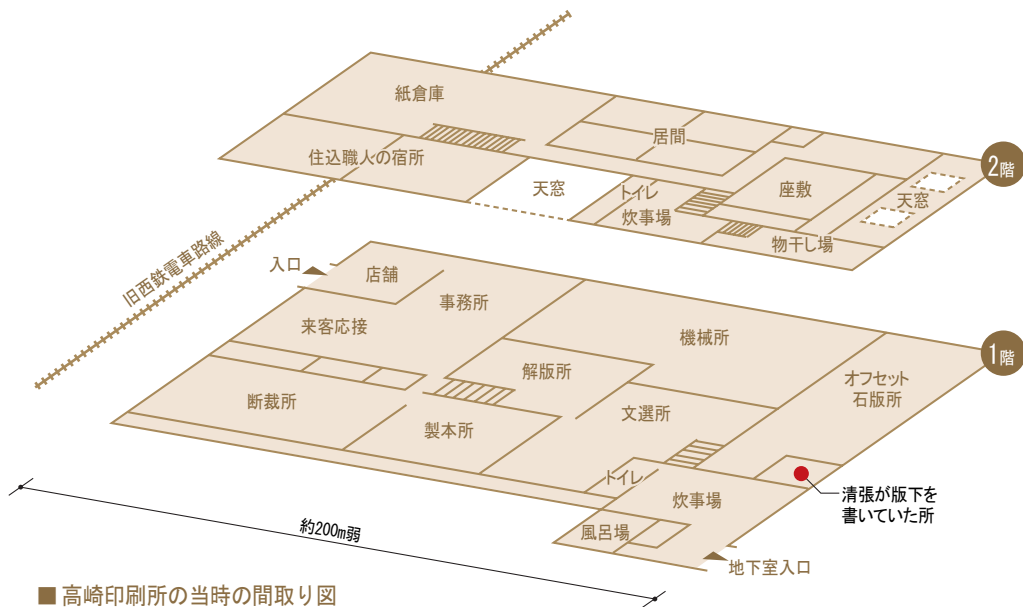 紙倉庫
居間
住込職人の宿所
天窓
トイレ
炊事場
座敷
天窓
物干し場
2階
旧西鉄電車路線
入口
店舗
事務所
来客応接
機械所
1階
解版所
オフセット
石版所
断裁所
製本所
文選所
トイレ
炊事場
清張が版下を
書いていた所
風呂場
地下室入口
約200m弱
■ 高崎印刷所の当時の間取り図